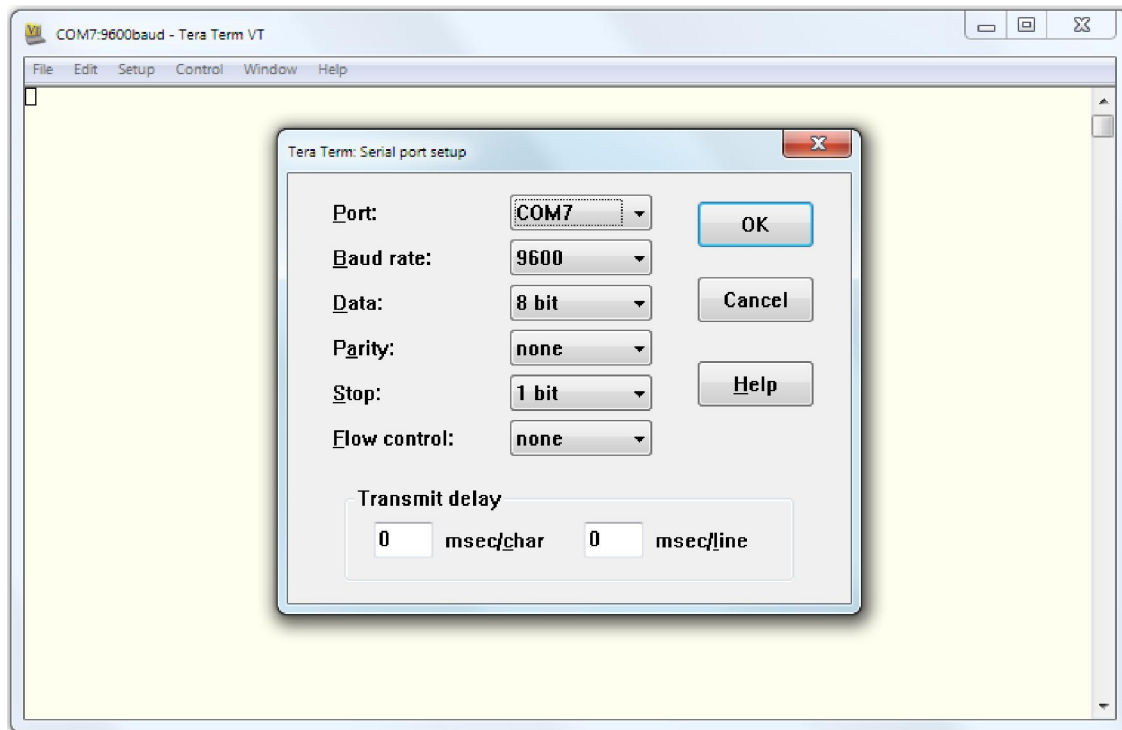 COM7:9600baud - Tera Term VT
File Edit Setup Control Window Help
Tera Term: Serial port setup
Port: COM7
OK
Baud rate: 9600
Data: 8 bit
Cancel
Parity: none
Stop: 1 bit
Help
Flow control: none
Transmit delay
0 msec/char 0 msec/line